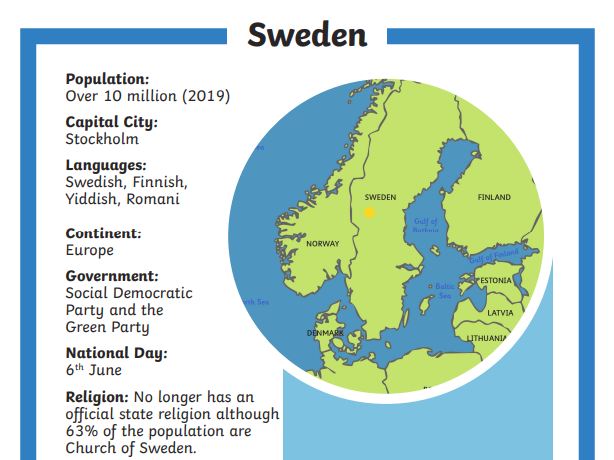 Sweden
Population:
Over 10 million (2019)
Capital City:
Stockholm
Languages:
Swedish, Finnish,
Yiddish, Romani
Continent:
Europe
Government:
Social Democratic
Party and the
Green Party
National Day:
6th June
Religion: No longer has an
official state religion although
63% of the population are
Church of Sweden.
SWEDEN
FINLAND
NORWAY
Gulf of
Bothnia
Gulf of Finland
ESTONIA
Baltic
Sea
LATVIA
DENMARK
LITHUANIA
Sea